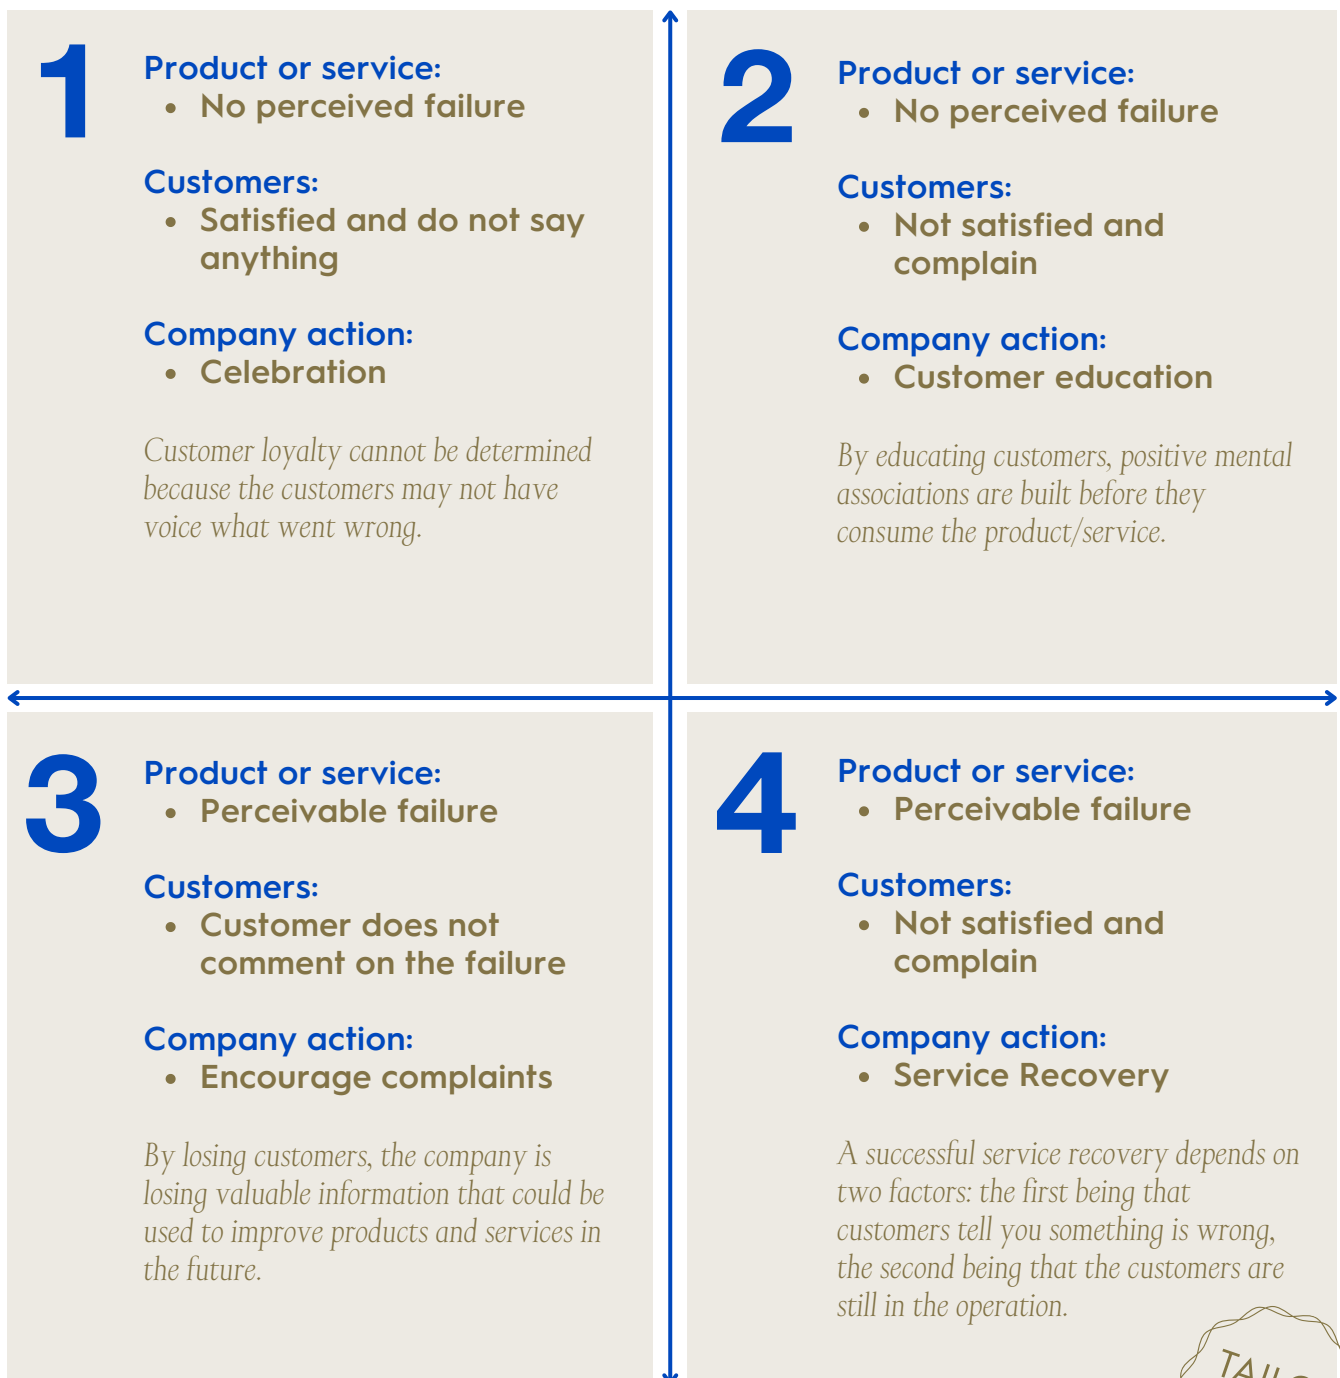 1
Product or service:
• No perceived failure
Customers:
• Satisfied and do not say
anything
Company action:
• Celebration
Customer loyalty cannot be determined
because the customers may not have
voice what went wrong.
2
Product or service:
• No perceived failure
Customers:
• Not satisfied and
complain
Company action:
• Customer education
By educating customers, positive mental
associations are built before they
consume the product/service.
3
Product or service:
• Perceivable failure
Customers:
• Customer does not
comment on the failure
Company action:
• Encourage complaints
By losing customers, the company is
losing valuable information that could be
used to improve products and services in
the future.
4
Product or service:
• Perceivable failure
Customers:
• Not satisfied and
complain
Company action:
• Service Recovery
A successful service recovery depends on
two factors: the first being that
customers tell you something is wrong,
the second being that the customers are
still in the operation.